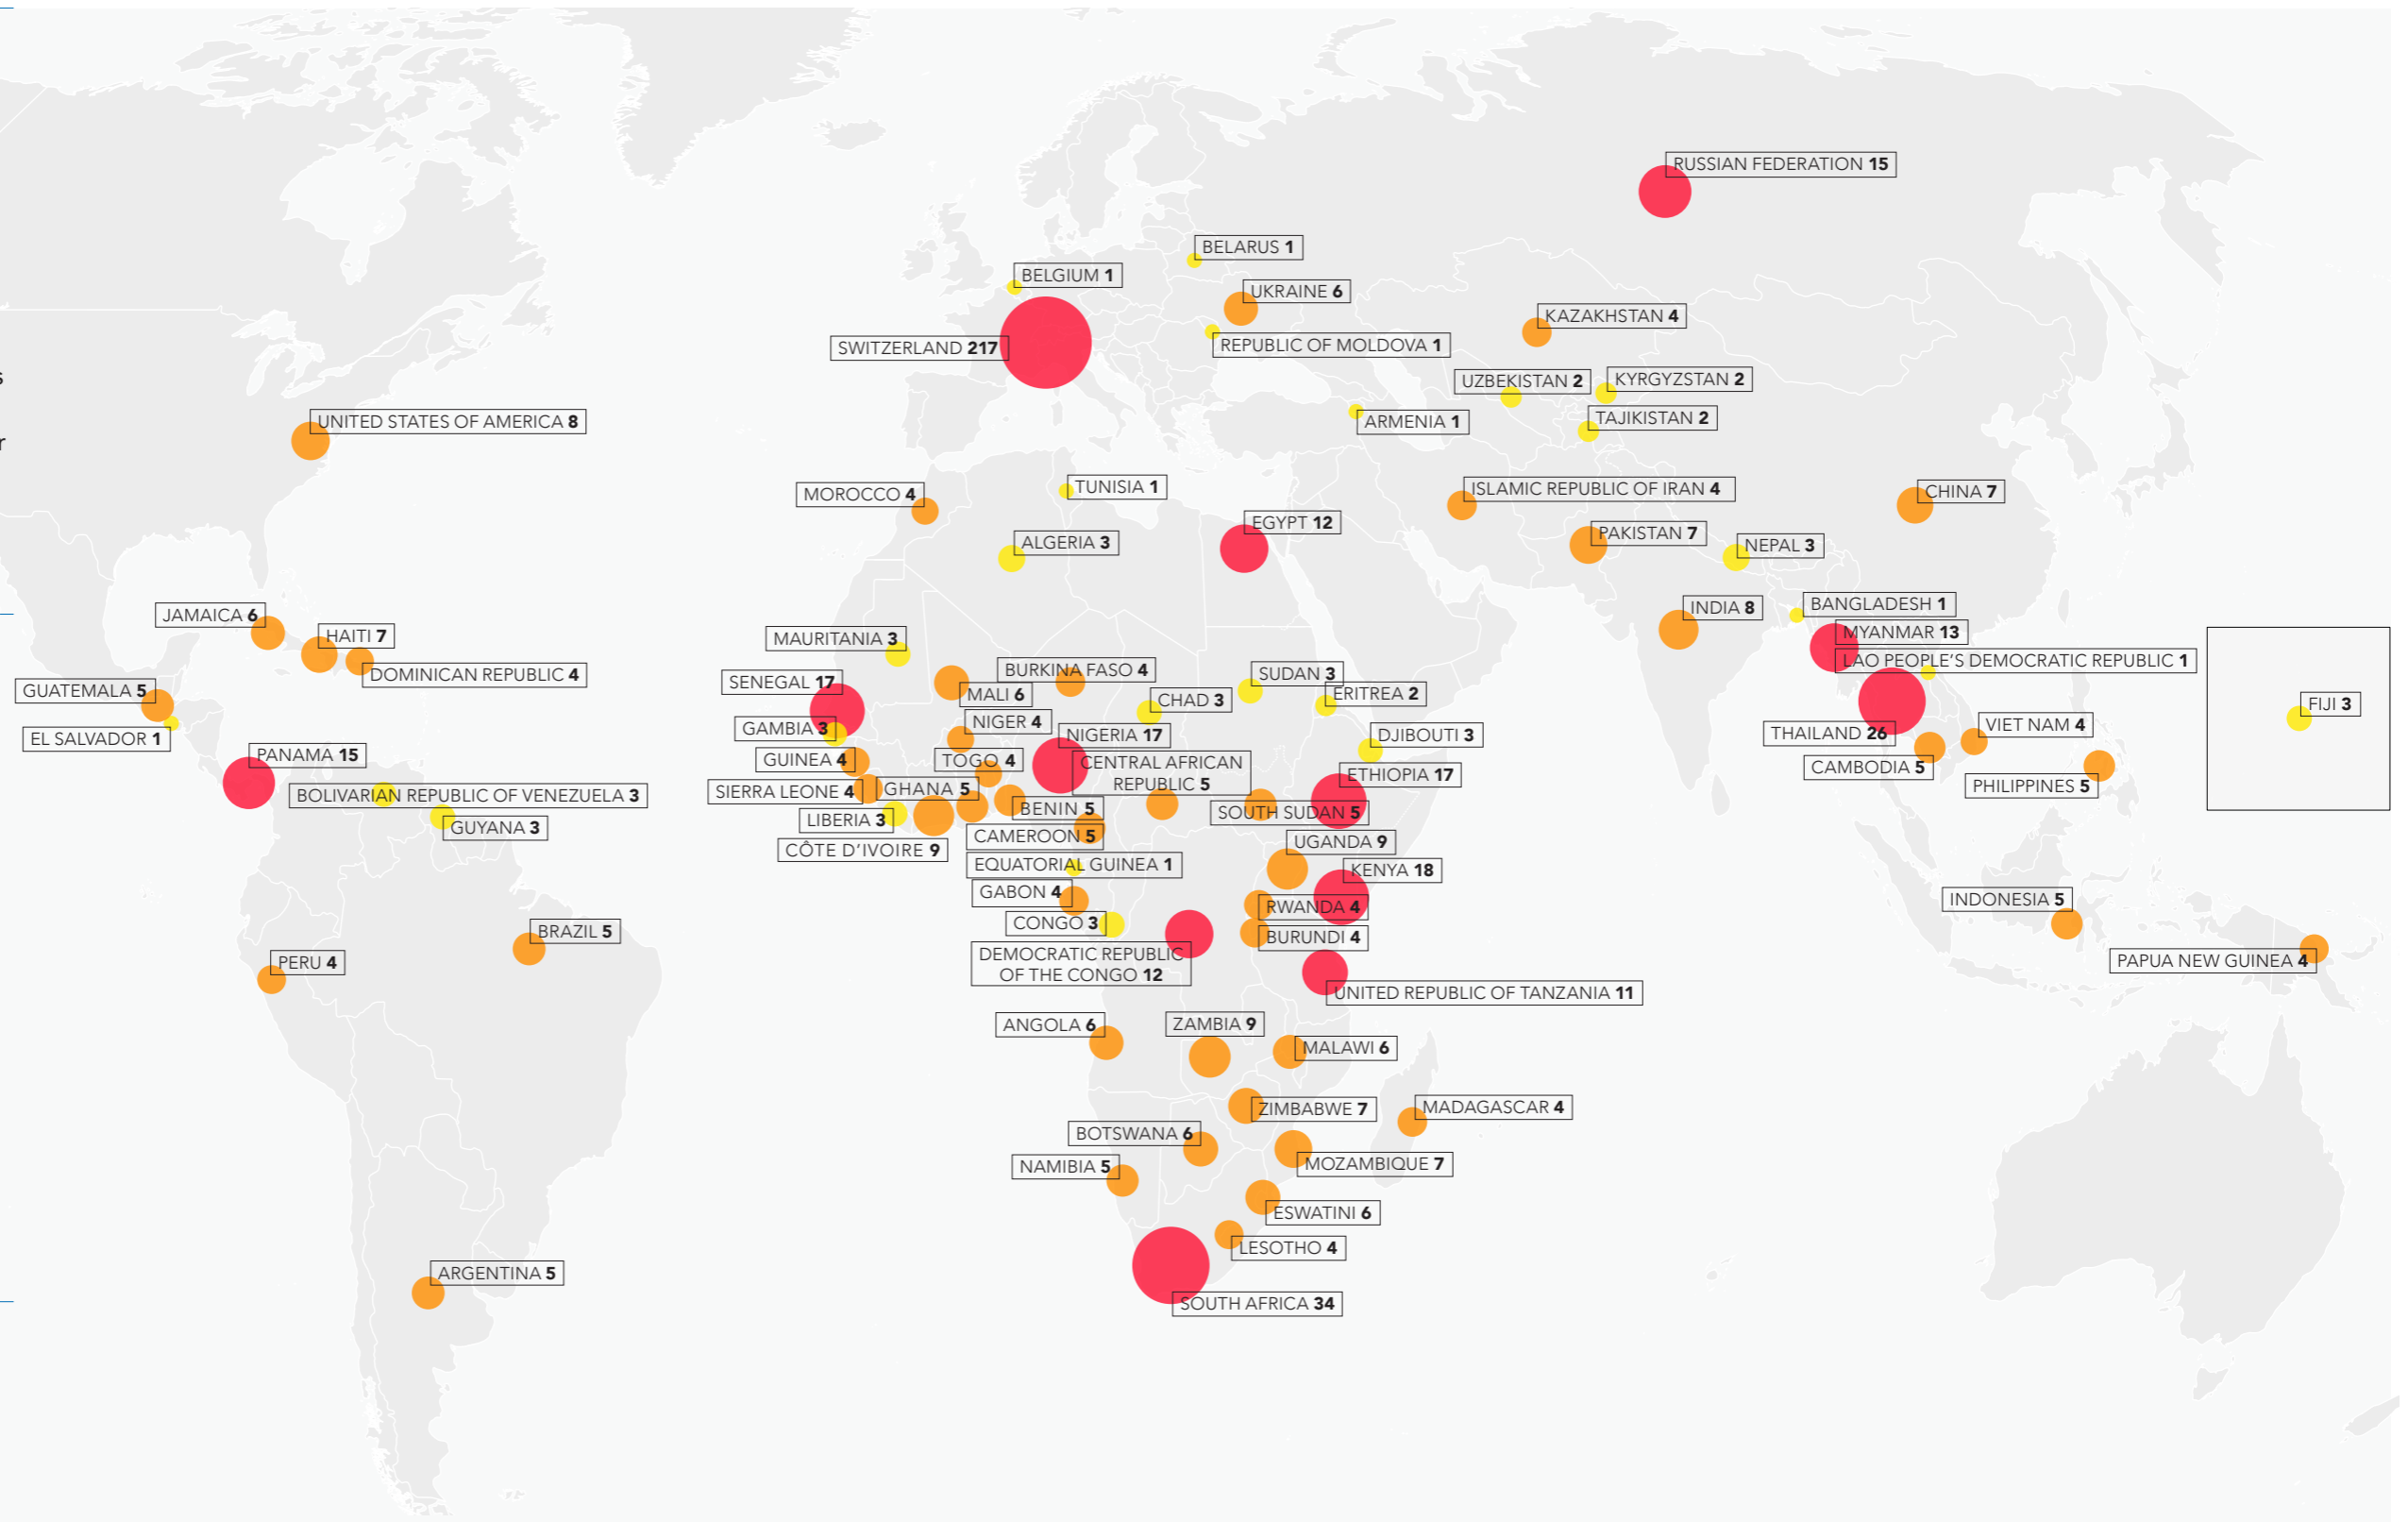 RUSSIAN FEDERATION 15
BELARUS 1
BELGIUM 1
UKRAINE 6
KAZAKHSTAN 4
SWITZERLAND 217
REPUBLIC OF MOLDOVA 1
s
UZBEKISTAN 2
KYRGYZSTAN 2
UNITED STATES OF AMERICA 8
ARMENIA 1
TAJIKISTAN 2
r
MOROCCO 4
TUNISIA 1
ISLAMIC REPUBLIC OF IRAN 4
CHINA 7
EGYPT 12
PAKISTAN 7
ALGERIA 3
NEPAL 3
JAMAICA 6
INDIA 8
BANGLADESH 1
HAITI 7
MAURITANIA 3
MYANMAR 13
DOMINICAN REPUBLIC 4
BURKINA FASO 4
SUDAN 3
LAO PEOPLE'S DEMOCRATIC REPUBLIC 1
GUATEMALA 5
SENEGAL 17
MALI 6
CHAD 3
ERITREA 2
FIJI 3
EL SALVADOR 1
GAMBIA 3
NIGER 4
NIGERIA 17
DJIBOUTI 3
THAILAND 26
VIET NAM 4
PANAMA 15
GUINEA 4
TOGO 4
CENTRAL AFRICAN
REPUBLIC 5
ETHIOPIA 17
CAMBODIA 5
PHILIPPINES 5
BOLIVARIAN REPUBLIC OF VENEZUELA 3
SIERRA LEONE 4
GHANA 5
BENIN 5
SOUTH SUDAN 5
GUYANA 3
LIBERIA 3
CAMEROON 5
UGANDA 9
CÔTE D'IVOIRE 9
EQUATORIAL GUINEA 1
KENYA 18
GABON 4
RWANDA 4
INDONESIA 5
BRAZIL 5
CONGO 3
BURUNDI 4
PERU 4
DEMOCRATIC REPUBLIC
OF THE CONGO 12
PAPUA NEW GUINEA 4
UNITED REPUBLIC OF TANZANIA 11
ANGOLA 6
ZAMBIA 9
MALAWI 6
ZIMBABWE 7
MADAGASCAR 4
BOTSWANA 6
NAMIBIA 5
MOZAMBIQUE 7
ESWATINI 6
LESOTHO 4
ARGENTINA 5
SOUTH AFRICA 34